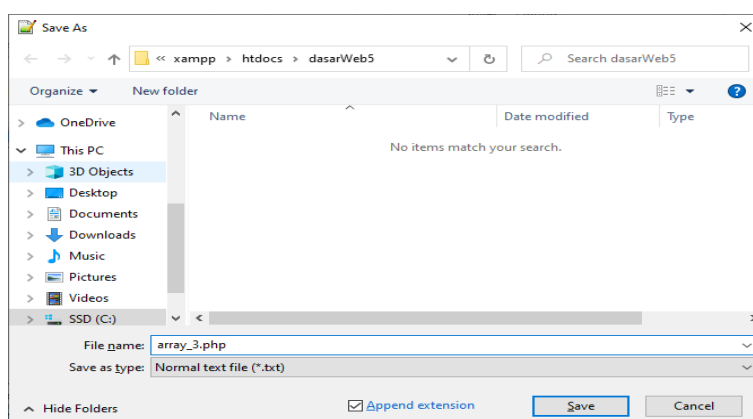 Save As
« xampp > htdocs > dasarWeb5
Search dasarWeb5
Organize
New folder
Name
Date modified
Type
OneDrive
No items match your search.
This PC
3D Objects
Desktop
Documents
Downloads
Music
Pictures
Videos
SSD (C:)
File name: array_3.php
Save as type: Normal text file (*.txt)
Hide Folders
Append extension
Save
Cancel